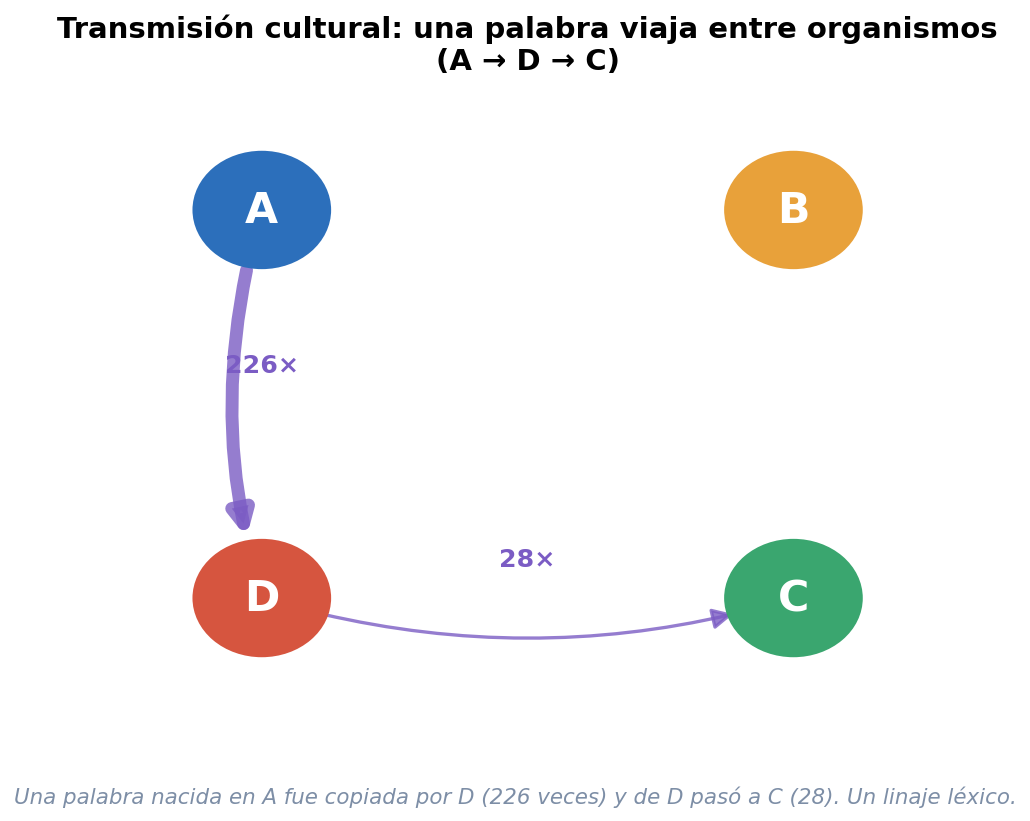 Transmisión cultural: una palabra viaja entre organismos
(A → D → C)
A
B
226×
28×
D
C
Una palabra nacida en A fue copiada por D (226 veces) y de D pasó a C (28). Un linaje léxico.